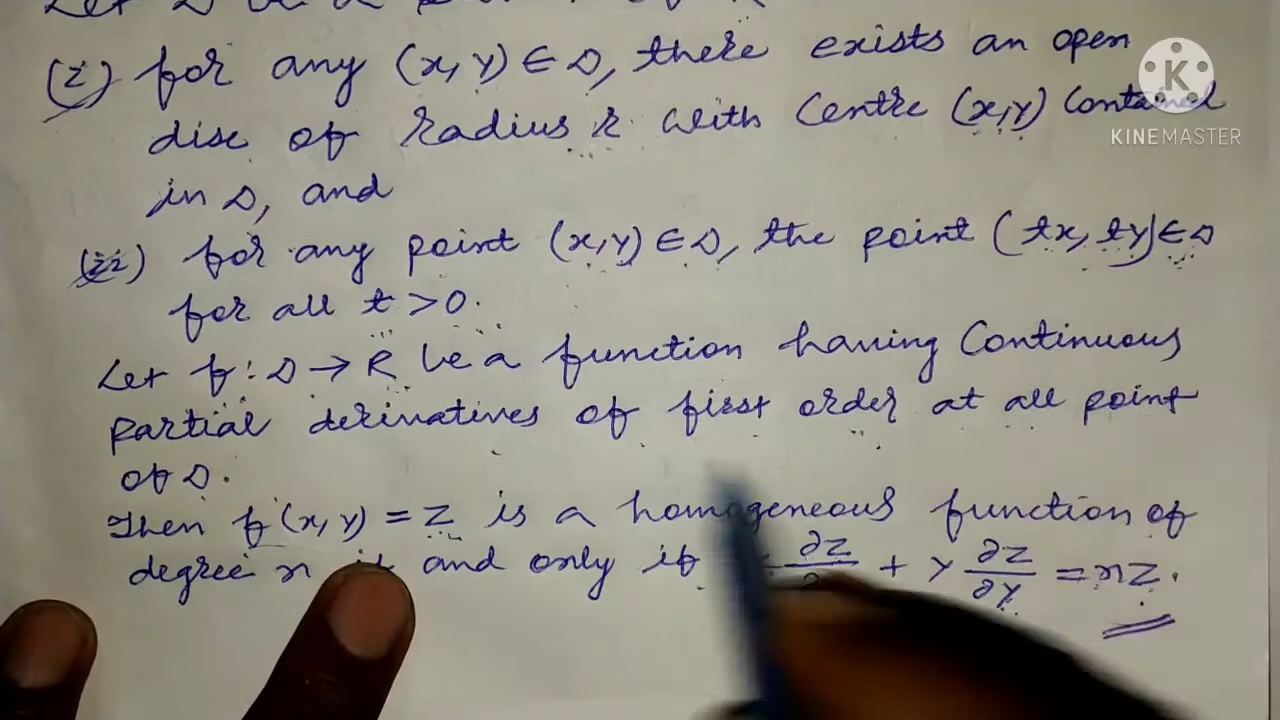 (i) for any (x, y) ∈ D, there exists an open
disc of radius r with centre (x, y) Contained
in D, and
(ii) for any point (x, y) ∈ D, the point (tx, ty) ∈ D
for all t > 0.
Let f : D → R be a function having Continuous
partial derivatives of first order at all point
of D.
Then f(x, y) = Z is a homogeneous function of
degree n if and only if ∂Z + y ∂Z/∂y = nZ.
K
KINEMASTER